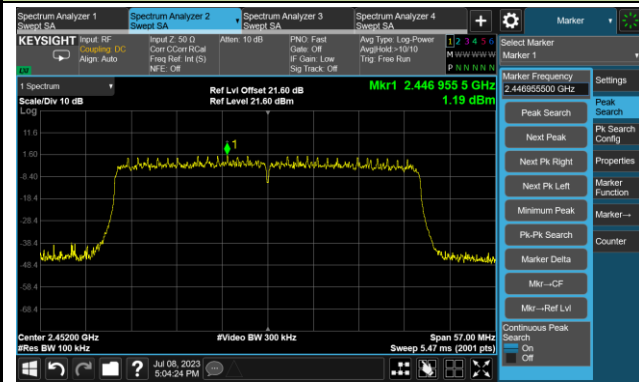 Spectrum Analyzer 1
Swept SA
Spectrum Analyzer 2
Swept SA
Spectrum Analyzer 3
Swept SA
Spectrum Analyzer 4
Swept SA
+
Marker
KEYSIGHT
Input: RF
Coupling: DC
Align: Auto
Input Z: 50 Ω
Corr CCorr RCal
Freq Ref: Int (S)
NFE: Off
Atten: 10 dB
PNO: Fast
Gate: Off
IF Gain: Low
Sig Track: Off
Avg Type: Log-Power
Avg|Hold:>10/10
Trig: Free Run
1 2 3 4 5 6
M W W W W W
P N N N N N
Select Marker
Marker 1
1 Spectrum
Scale/Div 10 dB
Log
Ref Lvl Offset 21.60 dB
Ref Level 21.60 dBm
Mkr1 2.446 955 5 GHz
1.19 dBm
Marker Frequency
2.446955500 GHz
Settings
Peak Search
Peak
Search
Next Peak
Pk Search
Config
Next Pk Right
Properties
Next Pk Left
Marker
Function
Minimum Peak
Marker→
Pk-Pk Search
Counter
Marker Delta
Mkr→CF
Mkr→Ref Lvl
Continuous Peak
Search
On
Off
11.6
1.60
-8.40
-18.4
-28.4
-38.4
-48.4
-58.4
-68.4
1
Center 2.45200 GHz
#Res BW 100 kHz
#Video BW 300 kHz
Span 57.00 MHz
Sweep 5.47 ms (2001 pts)
?
Jul 08, 2023
5:04:24 PM